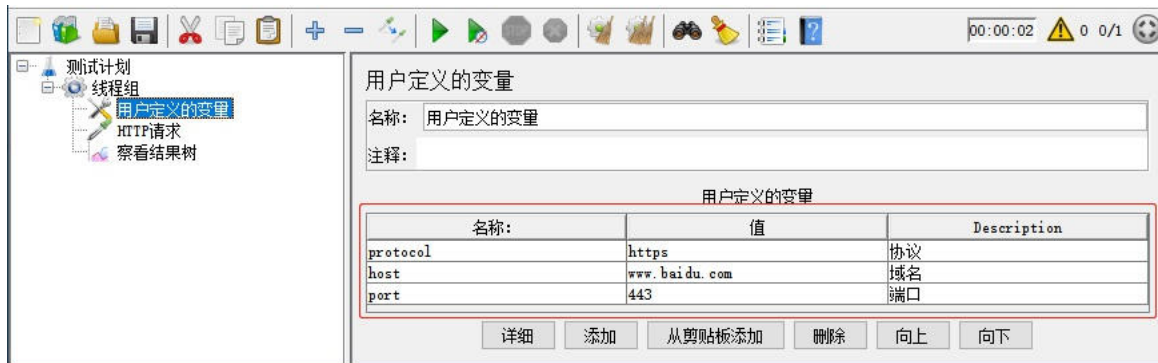 00:00:02 0 0/1
测试计划
线程组
用户定义的变量
HTTP请求
察看结果树
用户定义的变量
名称: 用户定义的变量
注释:
用户定义的变量
名称: 值 Description
protocol https 协议
host www.baidu.com 域名
port 443 端口
详细 添加 从剪贴板添加 删除 向上 向下